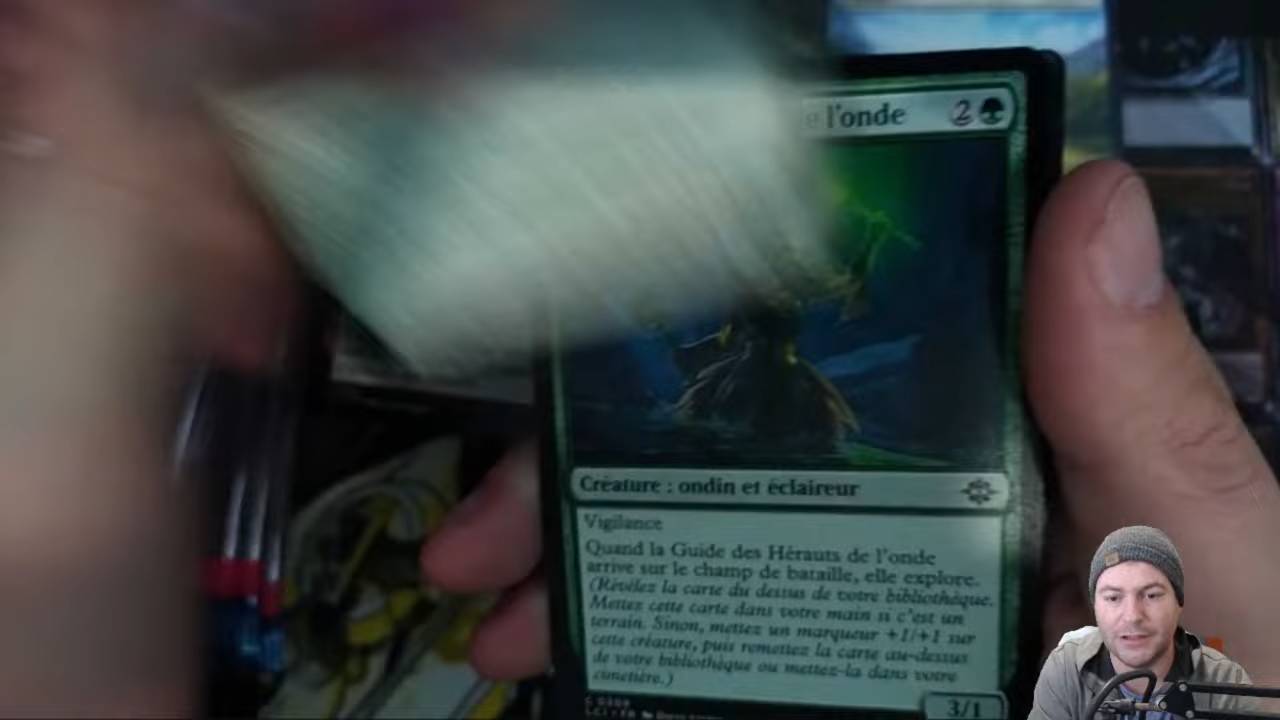 l'onde 2
Créature : ondin et éclaireur
Vigilance
Quand la Guide des Hérauts de l'onde
arrive sur le champ de bataille, elle explore.
(Révélez la carte du dessus de votre bibliothèque.
Mettez cette carte dans votre main si c'est un
terrain. Sinon, mettez un marqueur +1/+1 sur
cette créature, puis remettez la carte au-dessus
de votre bibliothèque ou mettez-la dans votre
cimetière.)
3/1